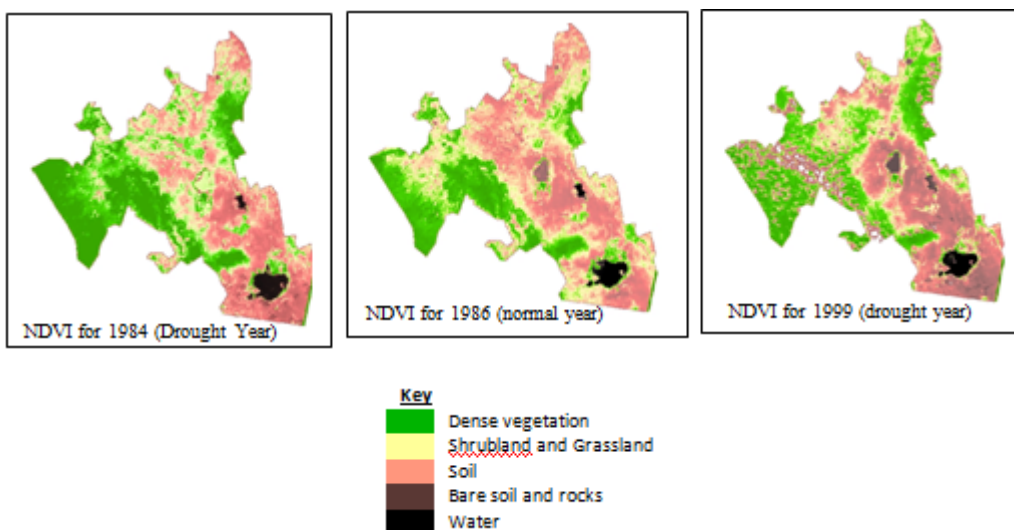 NDVI for 1984 (Drought Year)
NDVI for 1986 (normal year)
NDVI for 1999 (drought year)
Key
Dense vegetation
Shrubland and Grassland
Soil
Bare soil and rocks
Water